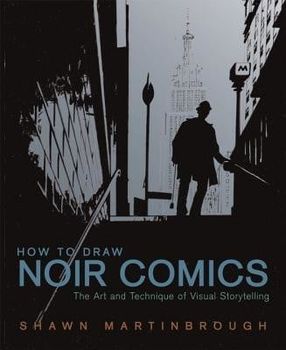 M
HOW TO DRAW
NOIR COMICS
The Art and Technique of Visual Storytelling
SHAWN MARTINBROUGH